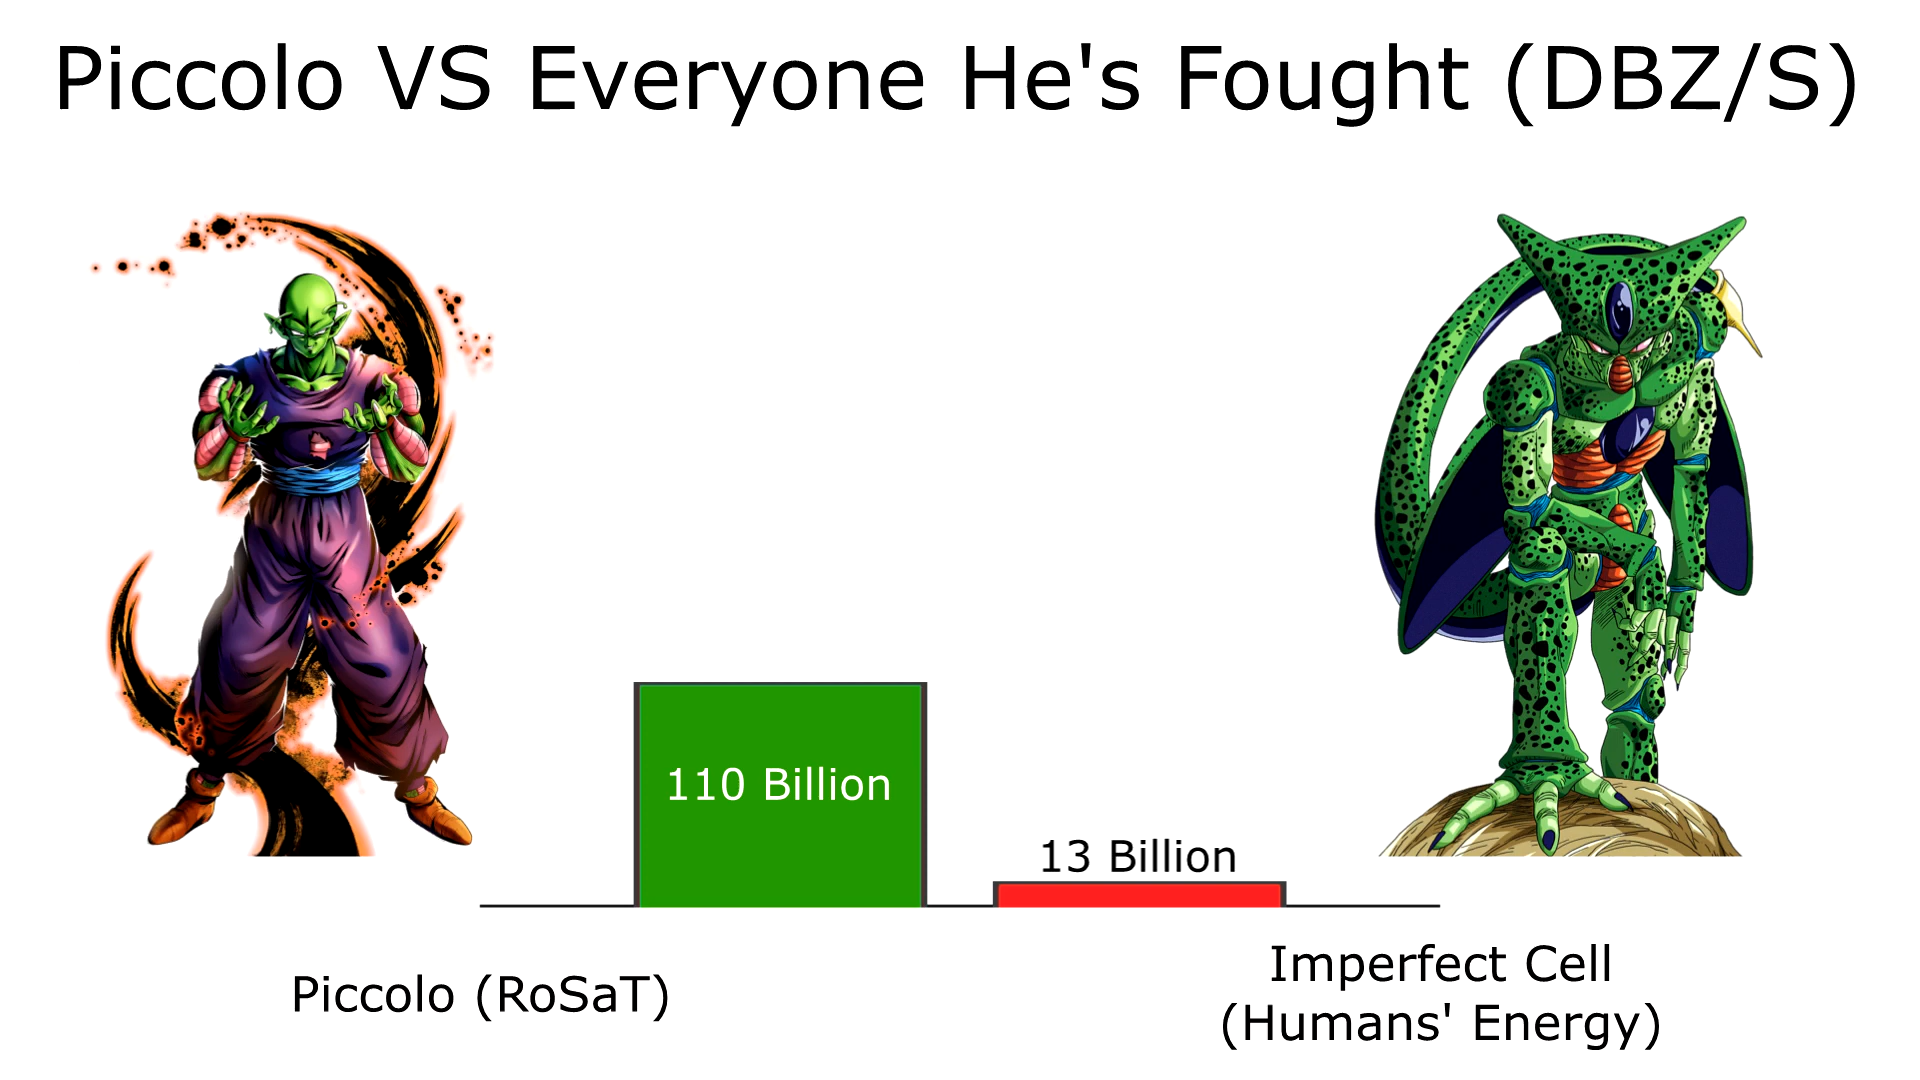 Piccolo VS Everyone He's Fought (DBZ/S)
110 Billion
13 Billion
Piccolo (RoSaT)
Imperfect Cell
(Humans' Energy)